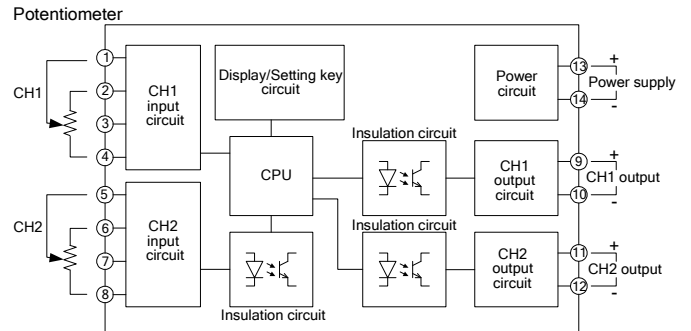 Potentiometer
1
2
3
4
CH1
CH1
input
circuit
Display/Setting key
circuit
Power
circuit
13
14
+
Power supply
-
CPU
Insulation circuit
CH1
output
circuit
9
10
+
CH1 output
-
5
6
7
8
CH2
CH2
input
circuit
Insulation circuit
Insulation circuit
CH2
output
circuit
11
12
+
CH2 output
-